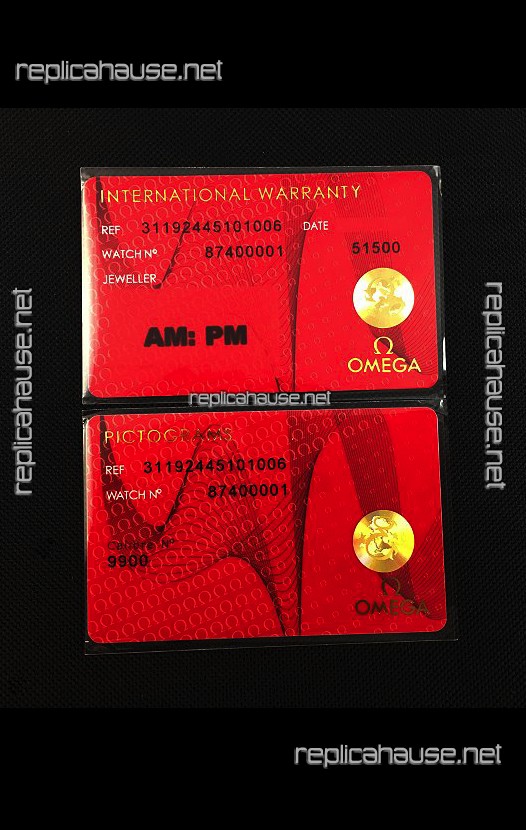 replicahause.net
INTERNATIONAL WARRANTY
REF 31192445101006 DATE
WATCH Nº 87400001 51500
JEWELLER
AM: PM
Ω
OMEGA
replicahause.net
replicahause.net
replicahause.net
PICTOGRAMS
REF 31192445101006
WATCH Nº 87400001
Calibre Nº
9900
Ω
OMEGA
replicahause.net